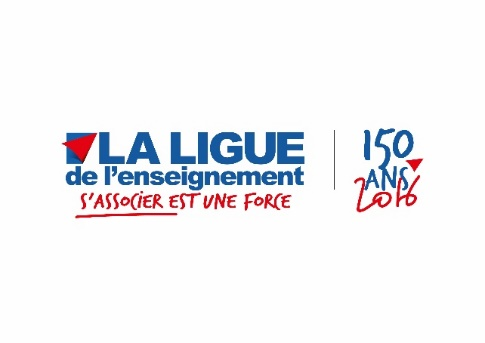 LA LIGUE
de l'enseignement
S'ASSOCIER EST UNE FORCE
150
ANS
2016